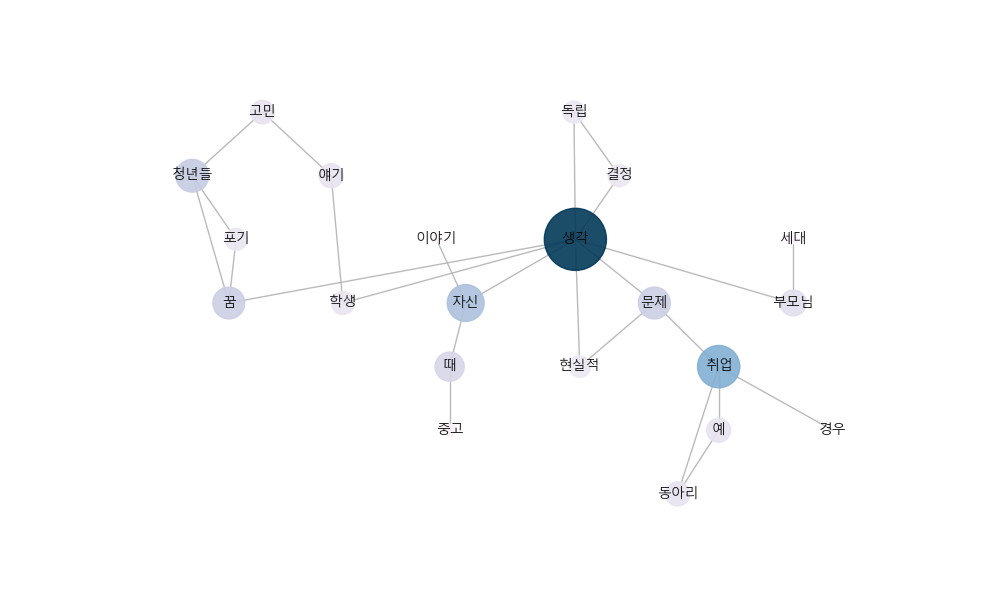 고민
독립
청년들
얘기
결정
포기
이야기
생각
세대
꿈
학생
자신
문제
부모님
때
현실적
취업
중고
예
경우
동아리